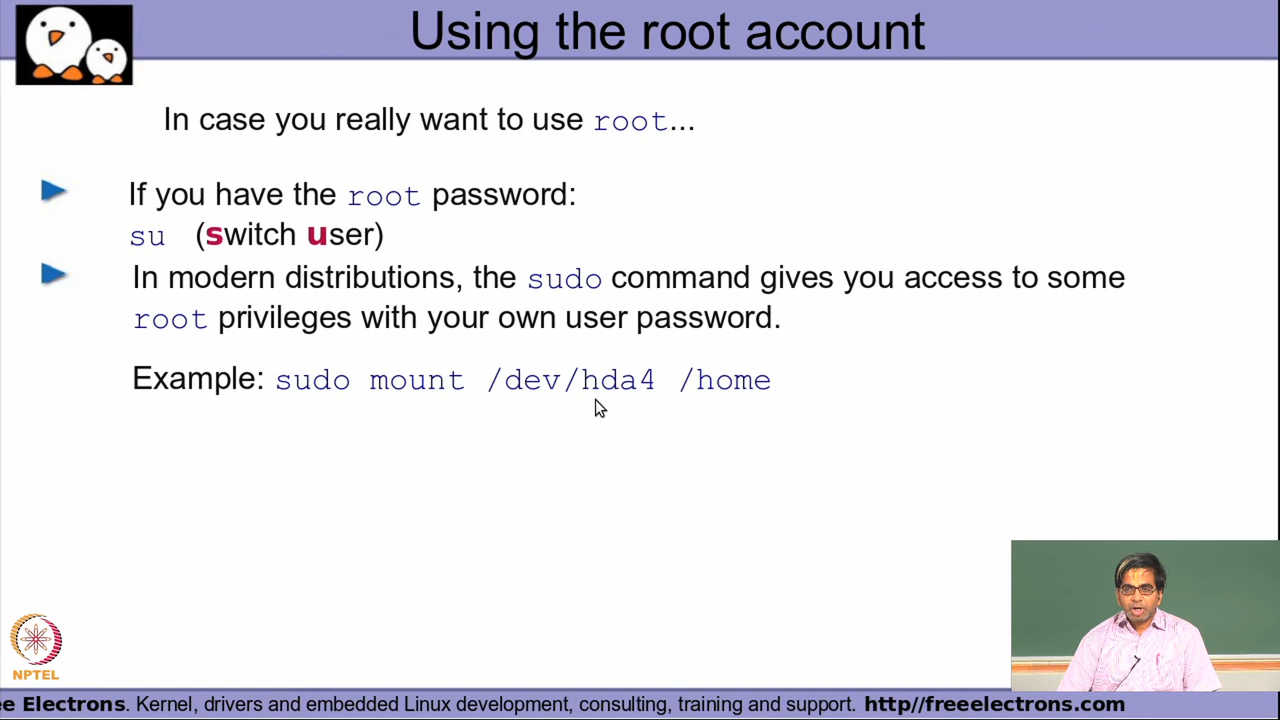 Using the root account
In case you really want to use root...
If you have the root password:
su (switch user)
In modern distributions, the sudo command gives you access to some
root privileges with your own user password.
Example: sudo mount /dev/hda4 /home
NPTEL
ee Electrons. Kernel, drivers and embedded Linux development, consulting, training and support. http//freeelectrons.com